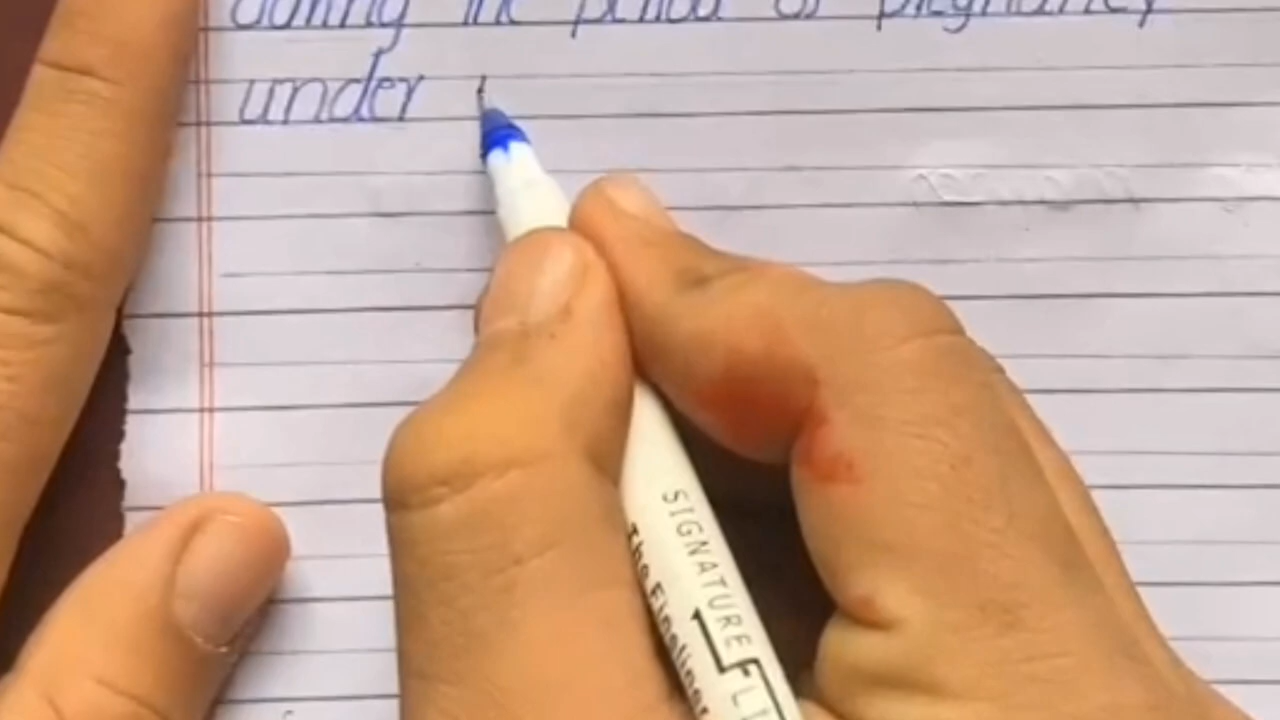 during the period of pregnancy
under
SIGNATURE
The Fineliner